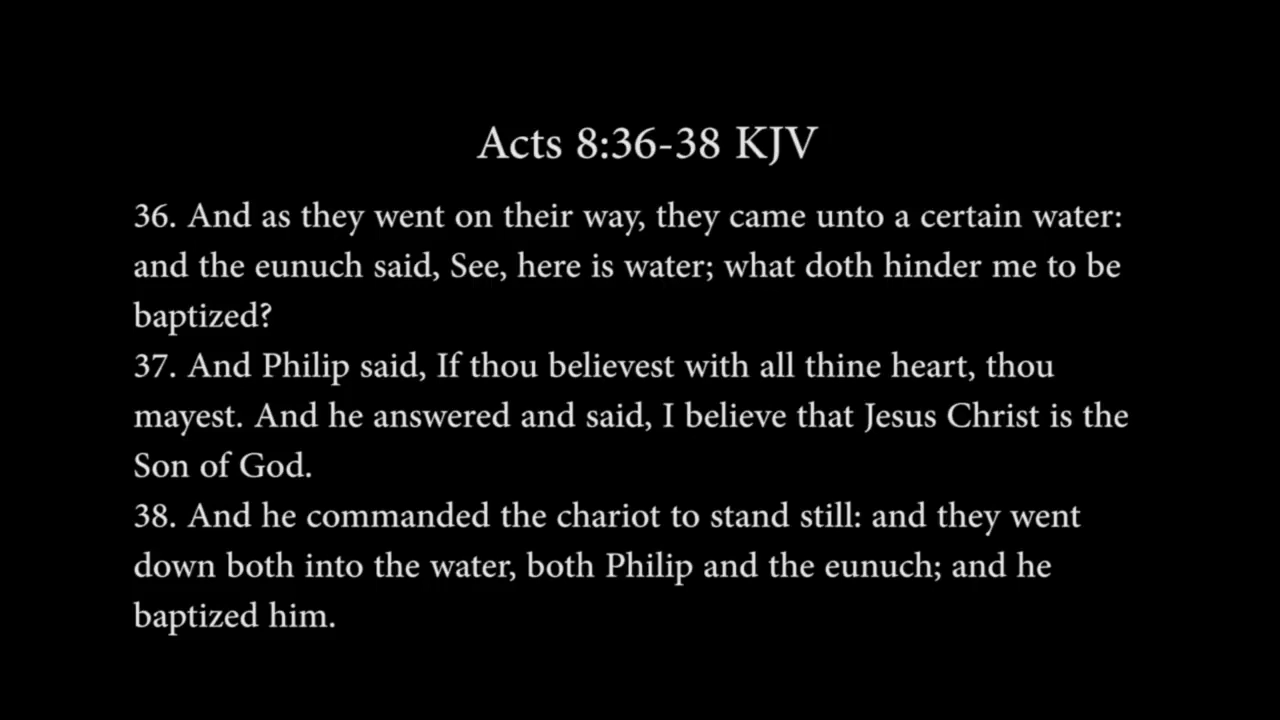 Acts 8:36-38 KJV
36. And as they went on their way, they came unto a certain water:
and the eunuch said, See, here is water; what doth hinder me to be
baptized?
37. And Philip said, If thou believest with all thine heart, thou
mayest. And he answered and said, I believe that Jesus Christ is the
Son of God.
38. And he commanded the chariot to stand still: and they went
down both into the water, both Philip and the eunuch; and he
baptized him.